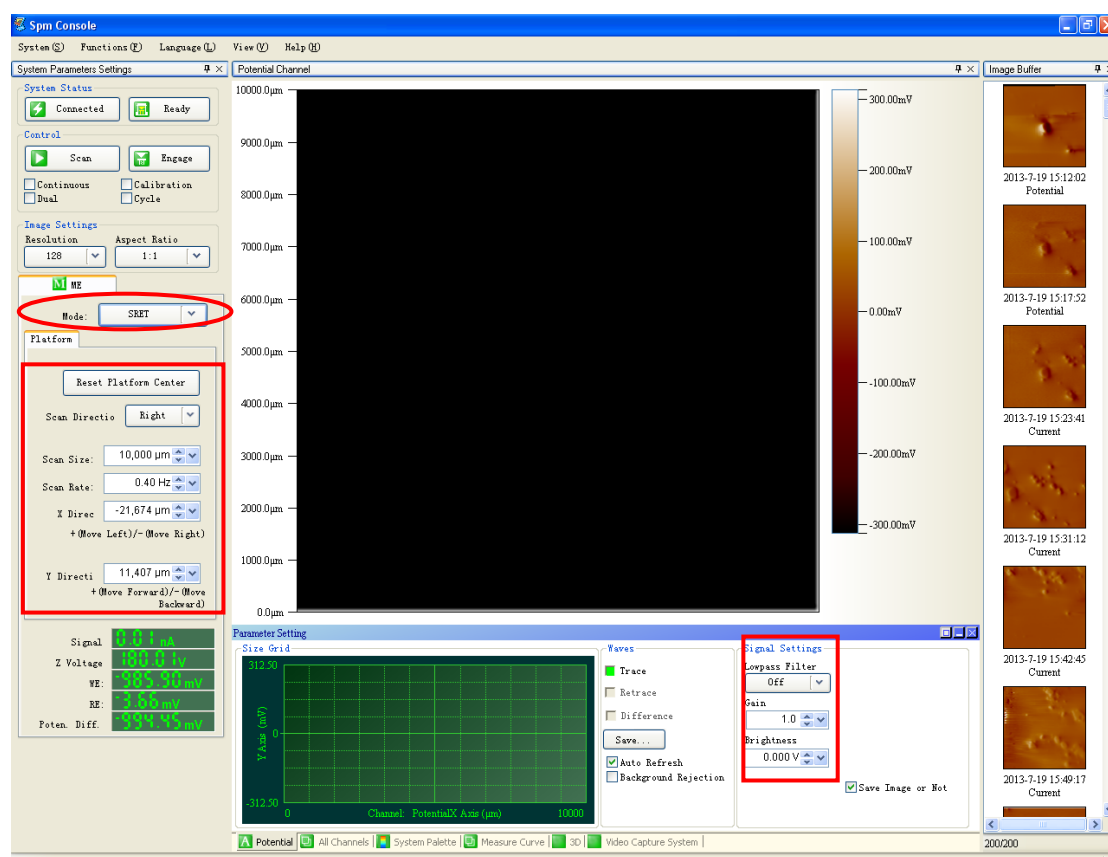 Spm Console
System(S) Functions(F) Language(L) View(V) Help(H)
System Parameters Settings
System Status
Connected Ready
Control
Scan Engage
Continuous Calibration
Dual Cycle
Image Settings
Resolution Aspect Ratio
128 1:1
M ME
Mode: SRET
Platform
Reset Platform Center
Scan Directio Right
Scan Size: 10,000 µm
Scan Rate: 0.40 Hz
X Direc -21,674 µm
+(Move Left)/-(Move Right)
Y Directi 11,407 µm
+(Move Forward)/-(Move
Backward)
Signal 0.01 nA
Z Voltage 180.01v
WE: -985.90 mV
RE: -3.66 mV
Poten. Diff. -994.45 mV
Potential Channel
10000.0µm
9000.0µm
8000.0µm
7000.0µm
6000.0µm
5000.0µm
4000.0µm
3000.0µm
2000.0µm
1000.0µm
0.0µm
300.00mV
200.00mV
100.00mV
0.00mV
-100.00mV
-200.00mV
-300.00mV
Parameter Setting
Size Grid
312.50
Y Axis (mV)
0
-312.50
0 Channel: PotentialX Axis (µm) 10000
Waves
Trace
Retrace
Difference
Save...
Auto Refresh
Background Rejection
Signal Settings
Lowpass Filter
Off
Gain
1.0
Brightness
0.000 V
Save Image or Not
Potential All Channels System Palette Measure Curve 3D Video Capture System
Image Buffer
2013-7-19 15:12:02
Potential
2013-7-19 15:17:52
Potential
2013-7-19 15:23:41
Current
2013-7-19 15:31:12
Current
2013-7-19 15:42:45
Current
2013-7-19 15:49:17
Current
200/200